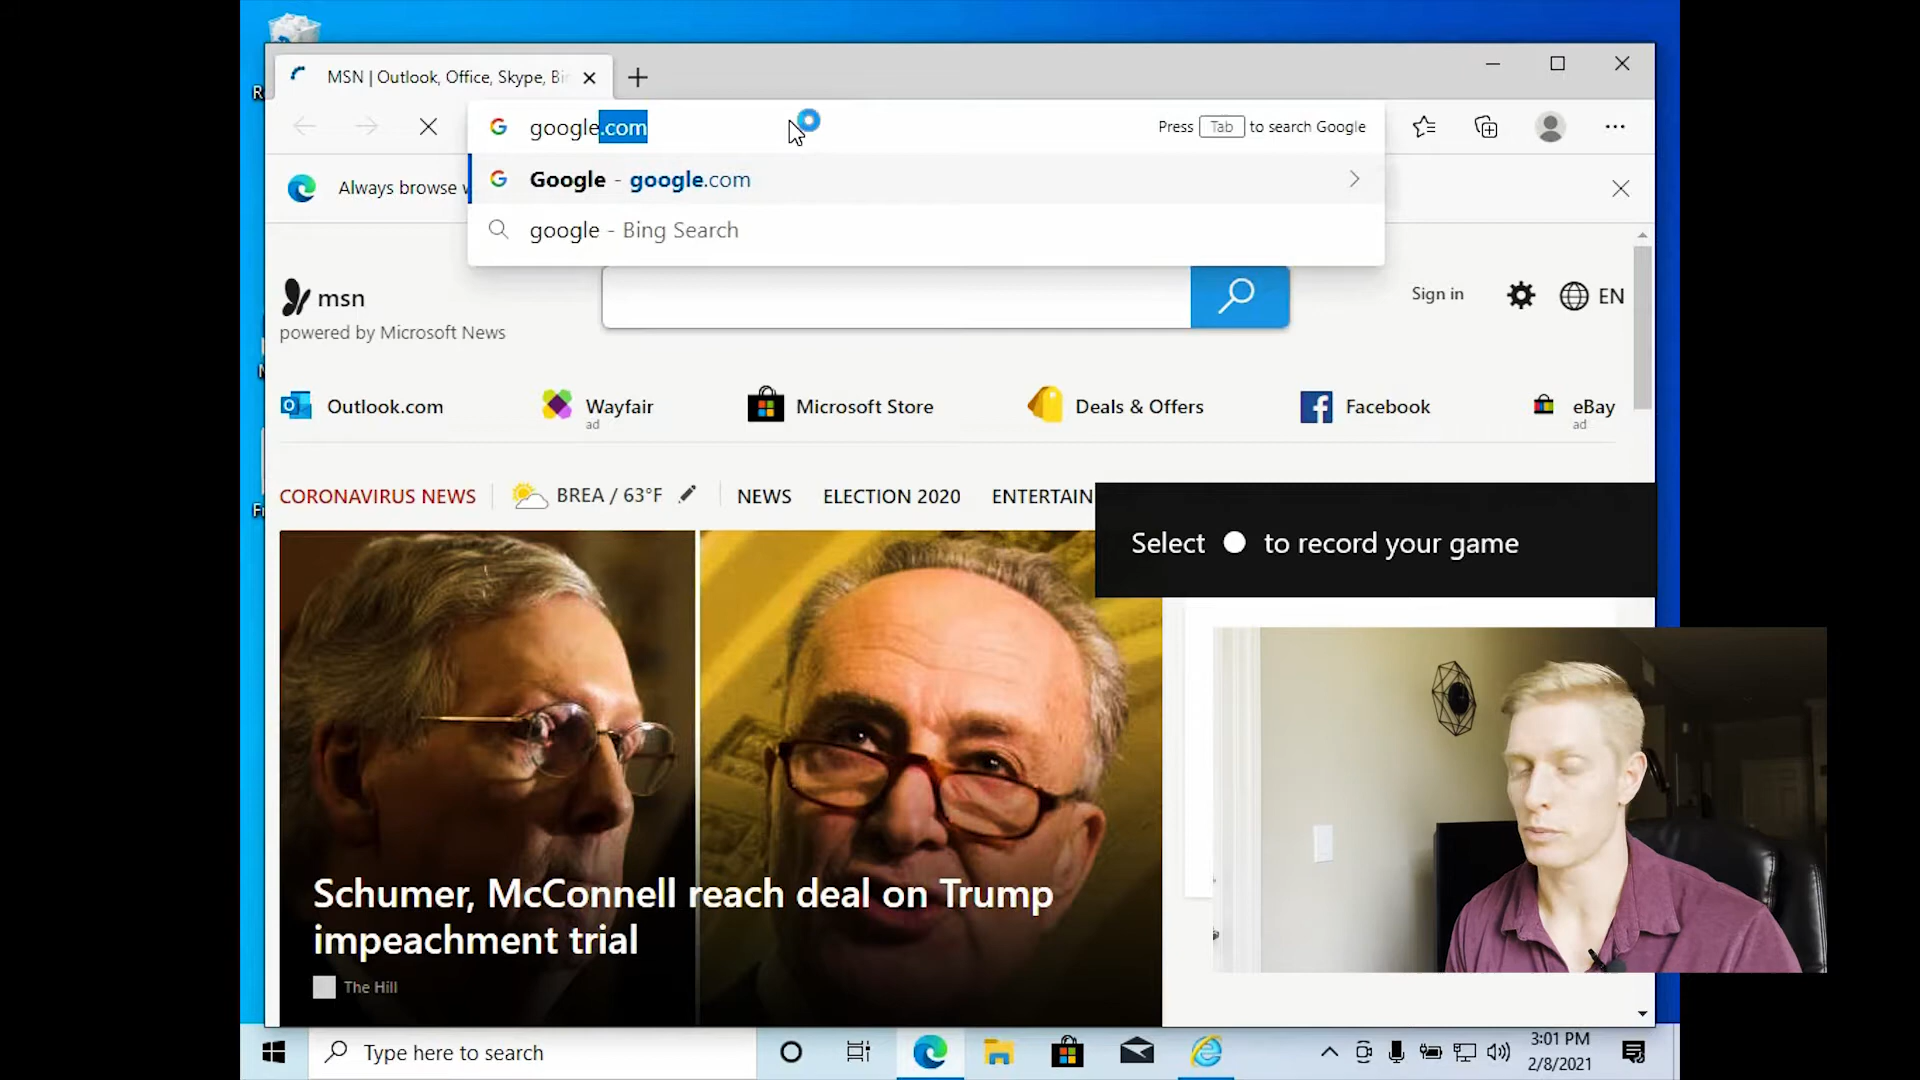 MSN | Outlook, Office, Skype, Bi
google.com
Press Tab to search Google
Always browse w
Google - google.com
google - Bing Search
msn
powered by Microsoft News
Sign in
EN
Outlook.com
Wayfair
ad
Microsoft Store
Deals & Offers
Facebook
eBay
ad
CORONAVIRUS NEWS
BREA / 63°F
NEWS
ELECTION 2020
ENTERTAIN
Select to record your game
Schumer, McConnell reach deal on Trump
impeachment trial
The Hill
Type here to search
3:01 PM
2/8/2021